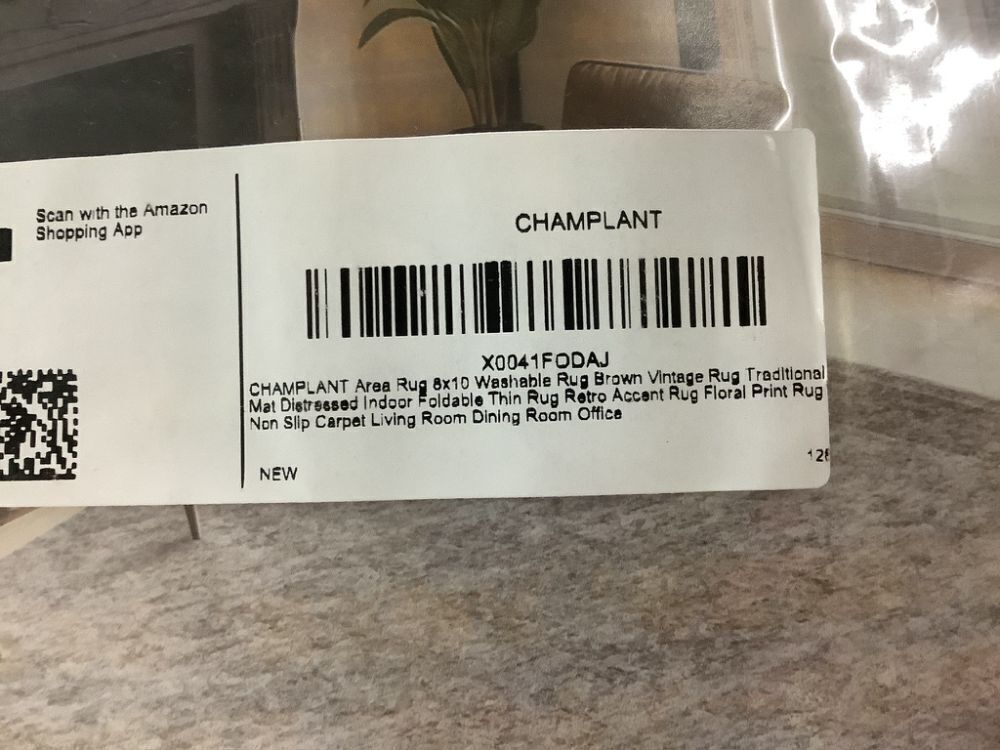 Scan with the Amazon
Shopping App
CHAMPLANT
X0041FODAJ
CHAMPLANT Area Rug 8x10 Washable Rug Brown Vintage Rug Traditional
Mat Distressed Indoor Foldable Thin Rug Retro Accent Rug Floral Print Rug
Non Slip Carpet Living Room Dining Room Office
NEW